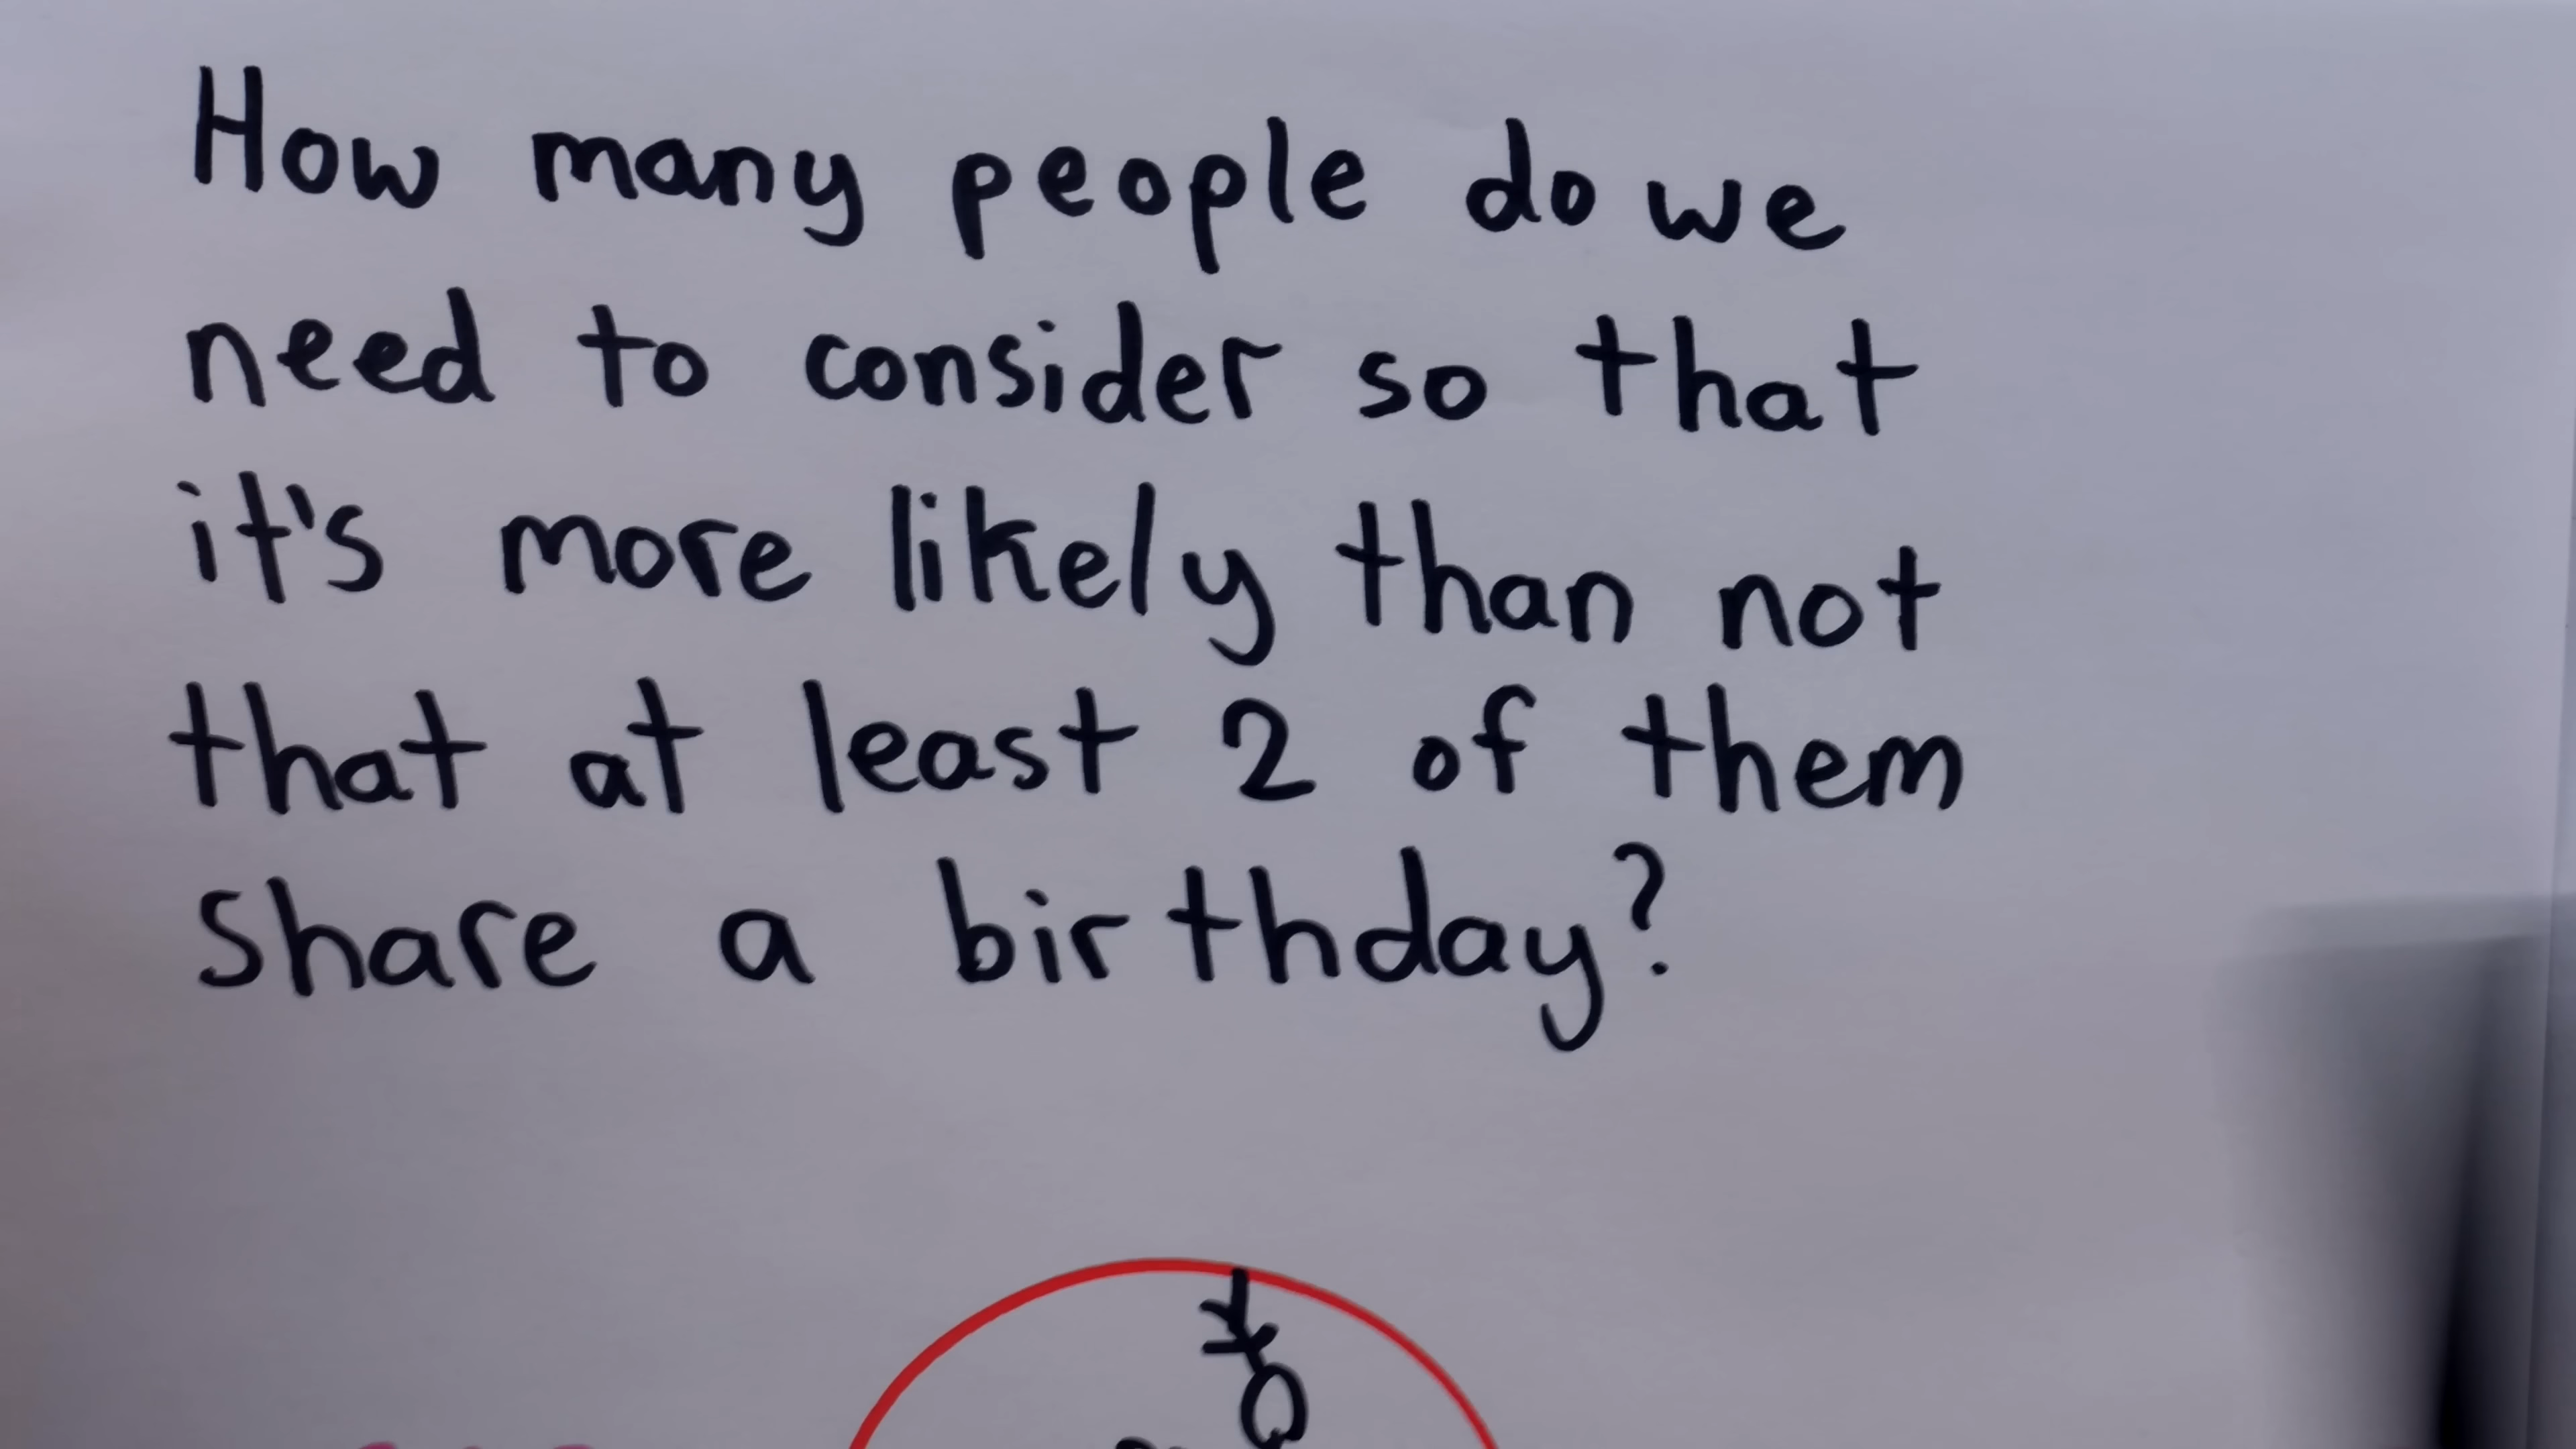 How many people do we
need to consider so that
it's more likely than not
that at least 2 of them
share a birthday?